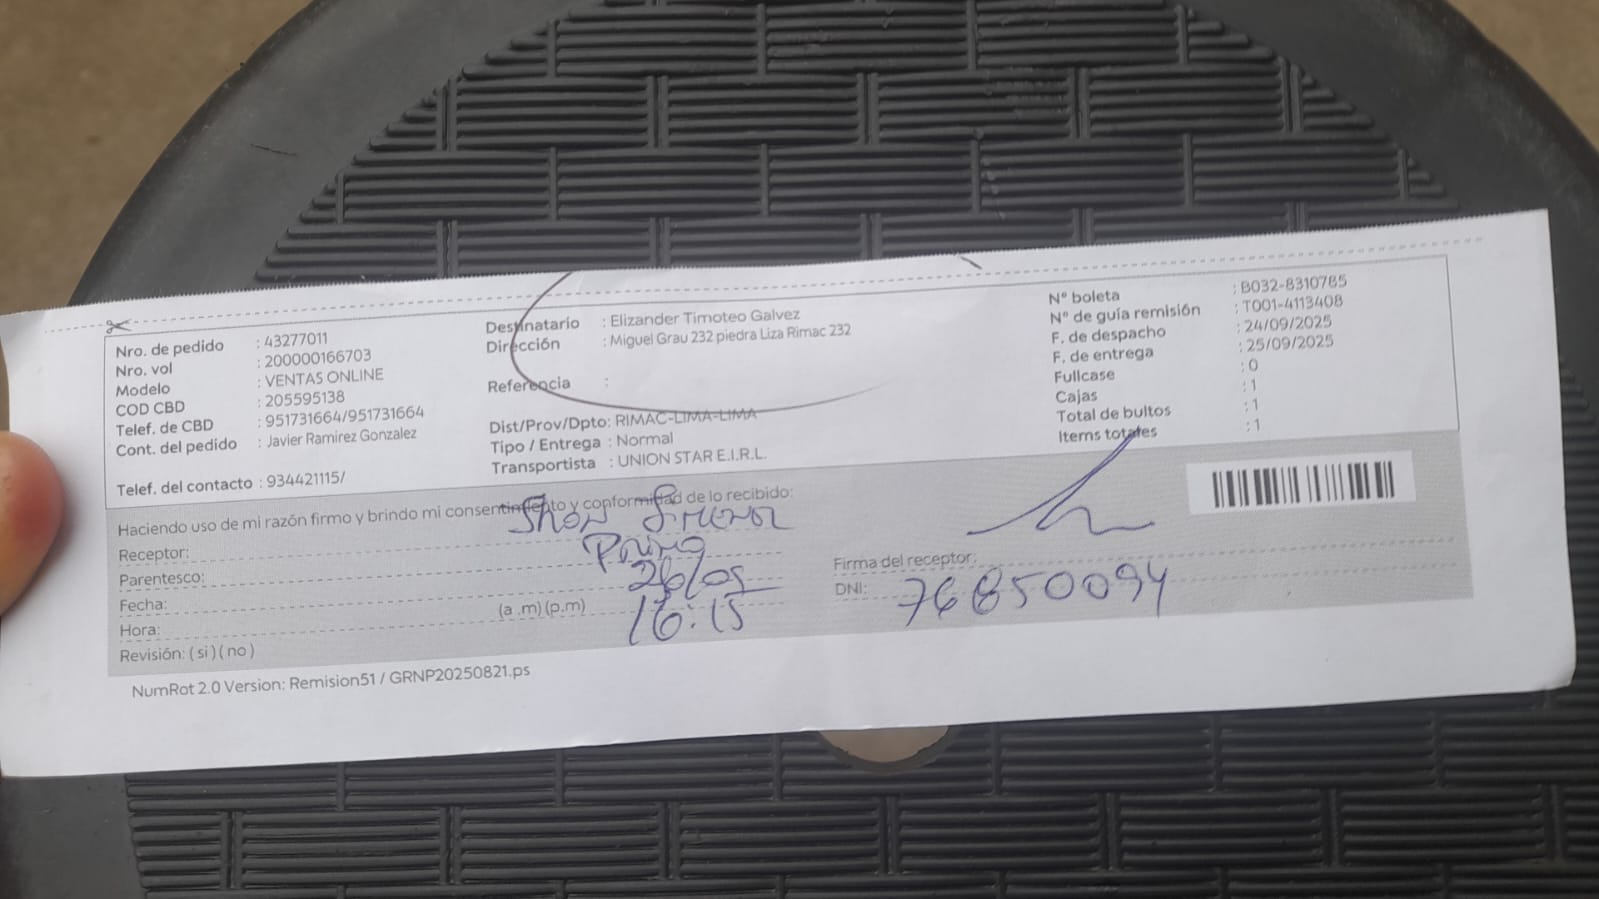 Nro. de pedido : 43277011
Nro. vol : 200000166703
Modelo : VENTAS ONLINE
COD CBD : 205595138
Telef. de CBD : 951731664/951731664
Cont. del pedido : Javier Ramirez Gonzalez
Telef. del contacto : 934421115/
Destinatario : Elizander Timoteo Galvez
Dirección : Miguel Grau 232 piedra Liza Rimac 232
Referencia :
Dist/Prov/Dpto: RIMAC-LIMA-LIMA
Tipo / Entrega : Normal
Transportista : UNION STAR E.I.R.L.
N° boleta : B032-8310785
N° de guía remisión : T001-4113408
F. de despacho : 24/09/2025
F. de entrega : 25/09/2025
Fullcase : 0
Cajas : 1
Total de bultos : 1
Items totales : 1
Haciendo uso de mi razón firmo y brindo mi consentimiento y conformidad de lo recibido:
Receptor:
Parentesco:
Fecha:
Hora: (a .m) (p.m) 16:15
Revisión: ( si ) ( no )
Firma del receptor:
DNI: 76850094
NumRot 2.0 Version: Remision51 / GRNP20250821.ps